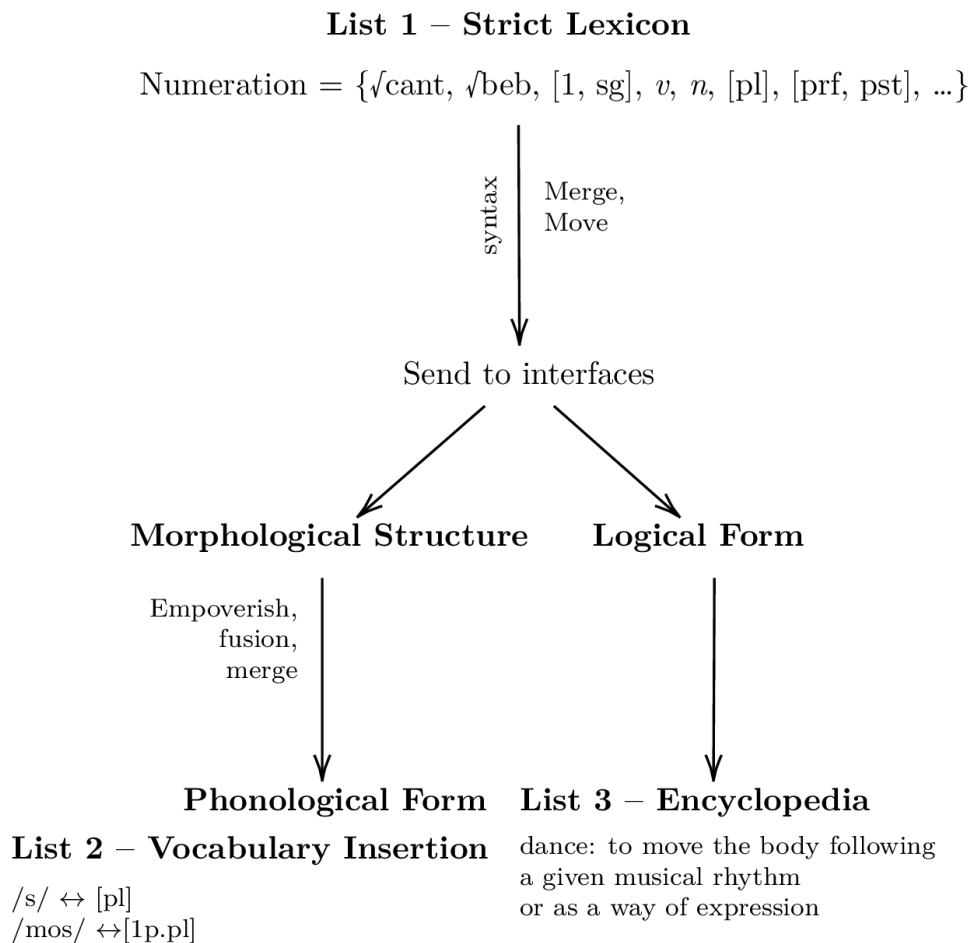 List 1 – Strict Lexicon
Numeration = {√cant, √beb, [1, sg], v, n, [pl], [prf, pst], …}
syntax
Merge,
Move
Send to interfaces
Morphological Structure
Logical Form
Empoverish,
fusion,
merge
Phonological Form
List 2 – Vocabulary Insertion
/s/ ↔ [pl]
/mos/ ↔[1p.pl]
List 3 – Encyclopedia
dance: to move the body following
a given musical rhythm
or as a way of expression